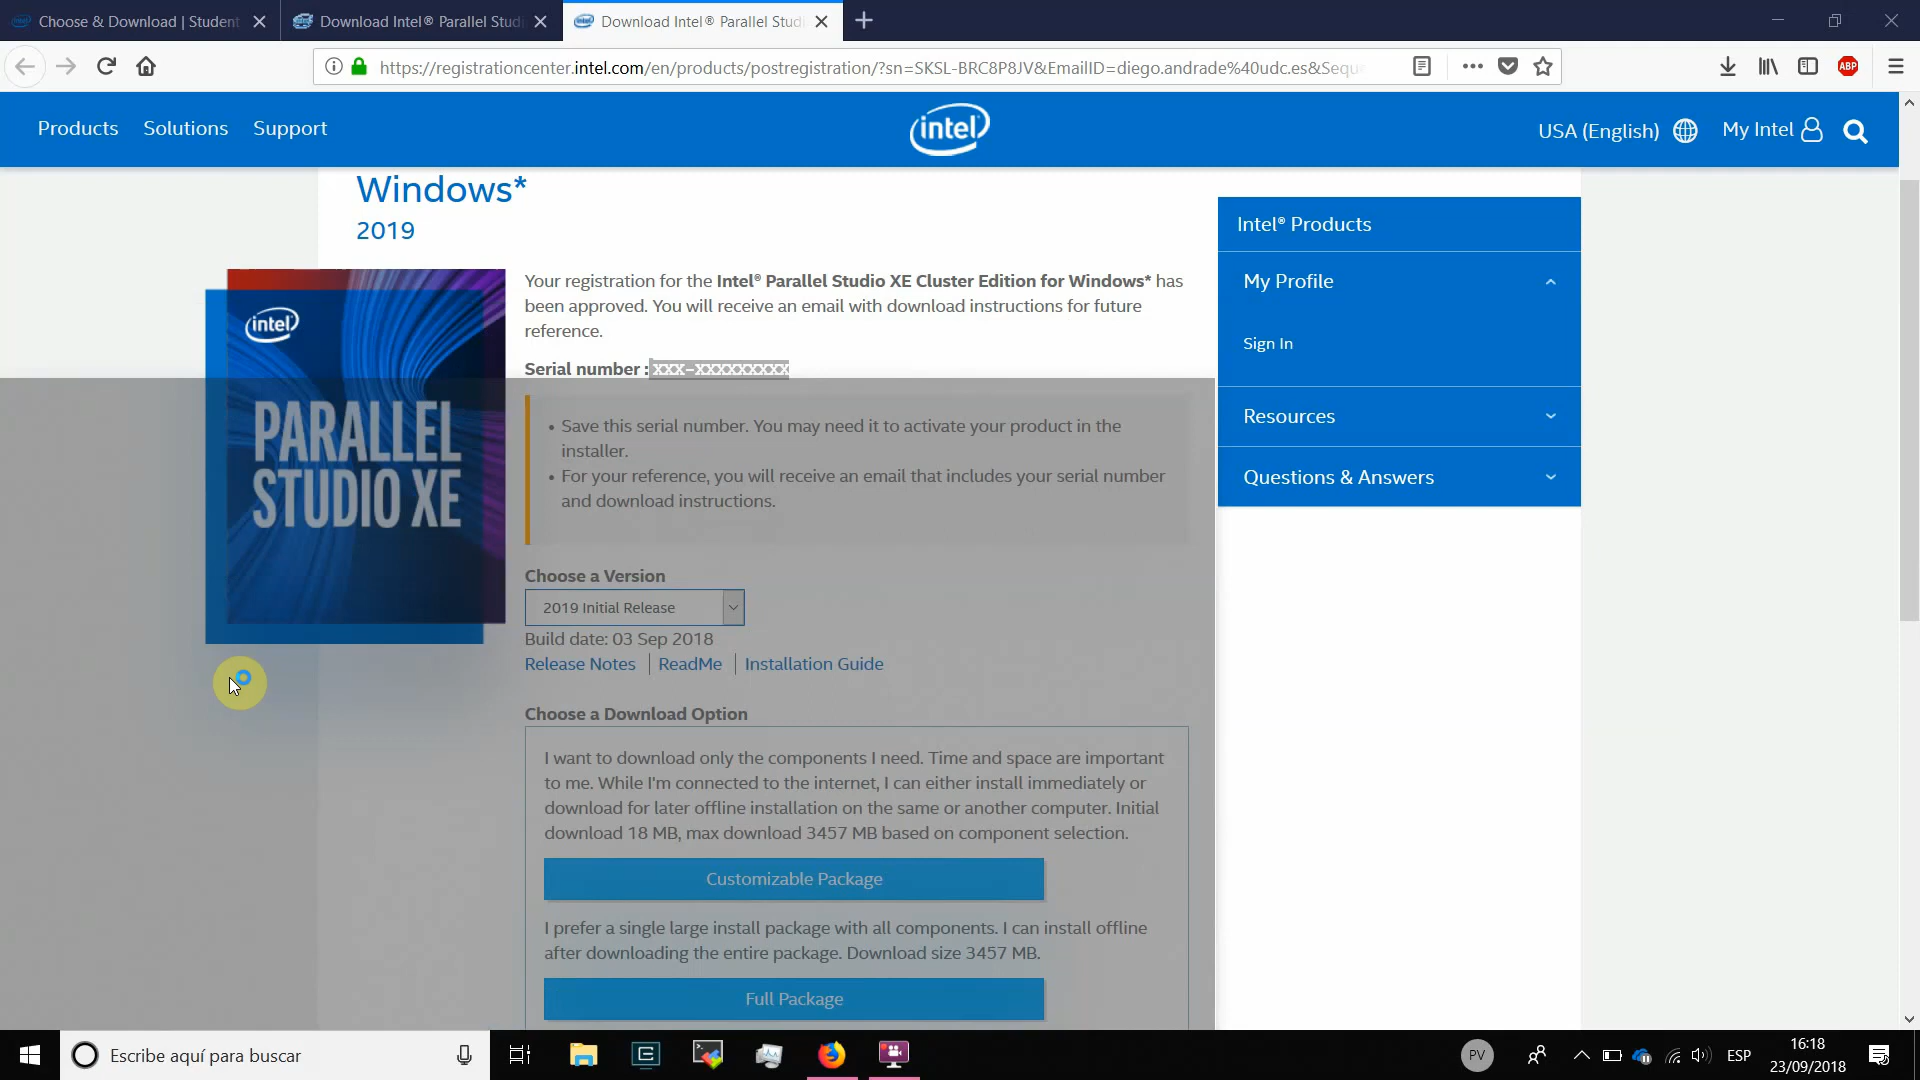 Choose & Download | Student
Download Intel® Parallel Stud
Download Intel® Parallel Stud
https://registrationcenter.intel.com/en/products/postregistration/?sn=SKSL-BRC8P8JV&EmailID=diego.andrade%40udc.es&Seque
ABP
Products Solutions Support
intel
USA (English) My Intel
Windows*
2019
Your registration for the Intel® Parallel Studio XE Cluster Edition for Windows* has
been approved. You will receive an email with download instructions for future
reference.
Serial number : XXX-XXXXXXXXX
• Save this serial number. You may need it to activate your product in the
installer.
• For your reference, you will receive an email that includes your serial number
and download instructions.
intel
PARALLEL
STUDIO XE
Choose a Version
2019 Initial Release
Build date: 03 Sep 2018
Release Notes | ReadMe | Installation Guide
Choose a Download Option
I want to download only the components I need. Time and space are important
to me. While I'm connected to the internet, I can either install immediately or
download for later offline installation on the same or another computer. Initial
download 18 MB, max download 3457 MB based on component selection.
Customizable Package
I prefer a single large install package with all components. I can install offline
after downloading the entire package. Download size 3457 MB.
Full Package
Intel® Products
My Profile
Sign In
Resources
Questions & Answers
Escribe aquí para buscar
PV
ESP
16:18
23/09/2018